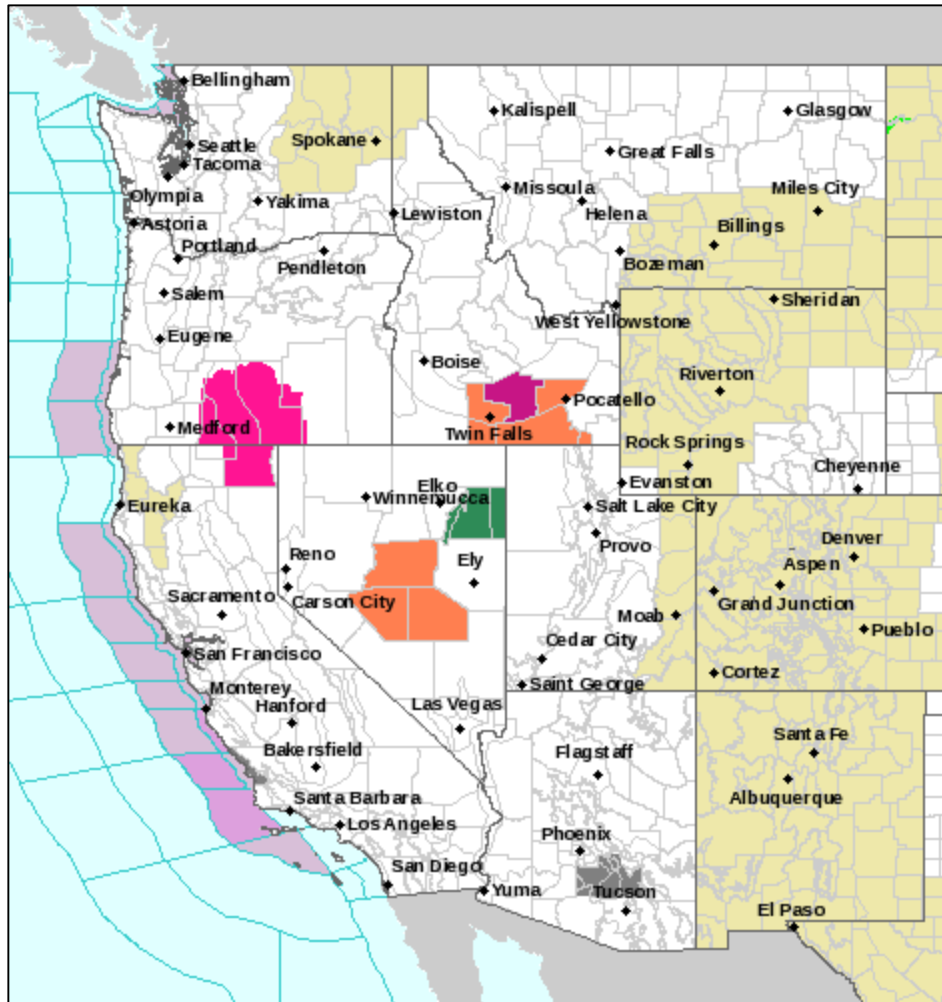 Bellingham
Kalispell
Glasgow
Spokane
Seattle
Great Falls
Tacoma
Olympia
Missoula
Miles City
Yakima
Helena
Lewiston
Astoria
Billings
Portland
Pendleton
Bozeman
Salem
Sheridan
West Yellowstone
Eugene
Boise
Riverton
Pocatello
Medford
Twin Falls
Rock Springs
Cheyenne
Elko
Evanston
Winnemucca
Eureka
Salt Lake City
Denver
Provo
Reno
Ely
Aspen
Sacramento
Carson City
Grand Junction
Moab
Pueblo
Cedar City
San Francisco
Cortez
Saint George
Monterey
Hanford
Las Vegas
Santa Fe
Bakersfield
Flagstaff
Albuquerque
Santa Barbara
Los Angeles
Phoenix
San Diego
Yuma
Tucson
El Paso